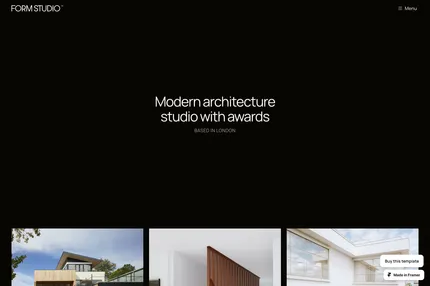 FORM STUDIO™
Menu
Modern architecture
studio with awards
BASED IN LONDON
Buy this template
Made in Framer